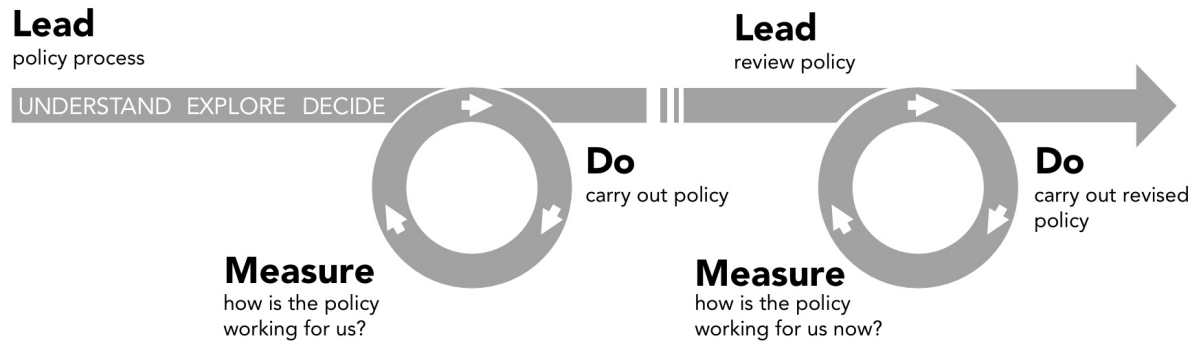 Lead
policy process
UNDERSTAND EXPLORE DECIDE
Do
carry out policy
Measure
how is the policy
working for us?
Lead
review policy
Do
carry out revised
policy
Measure
how is the policy
working for us now?